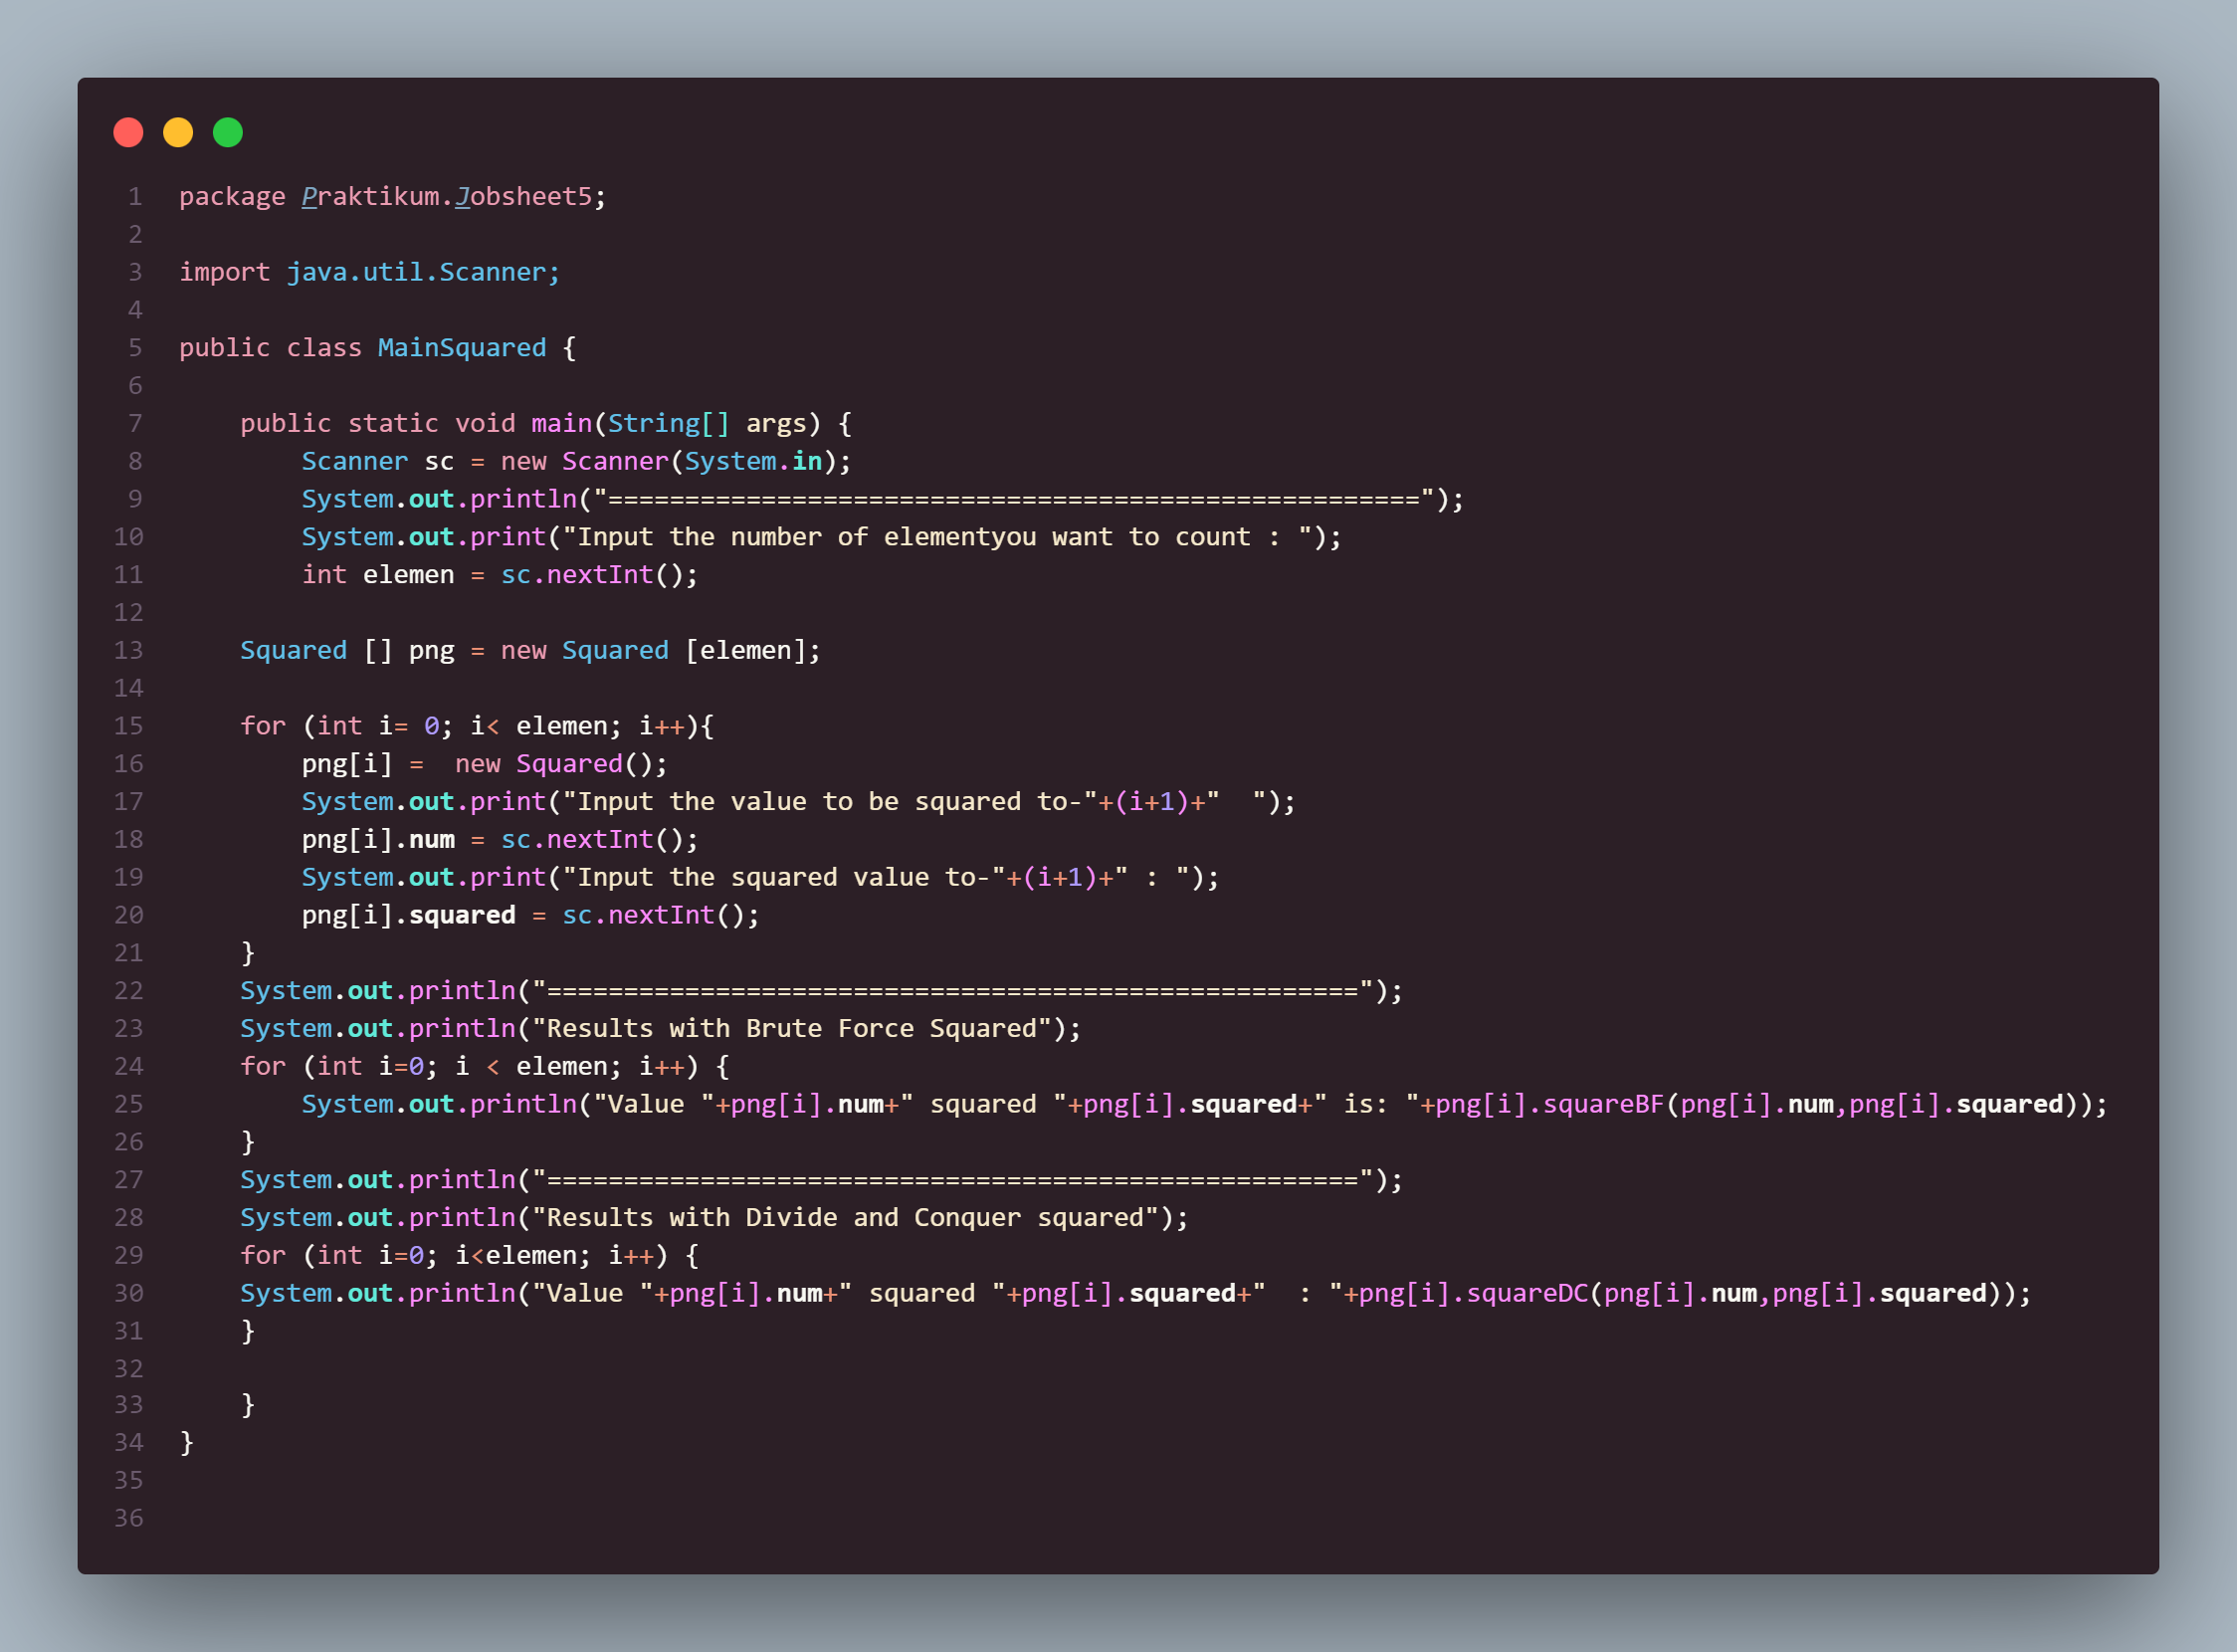 1 package Praktikum.Jobsheet5;
2
3 import java.util.Scanner;
4
5 public class MainSquared {
6
7     public static void main(String[] args) {
8         Scanner sc = new Scanner(System.in);
9         System.out.println("=====================================================");
10         System.out.print("Input the number of elementyou want to count : ");
11         int elemen = sc.nextInt();
12
13     Squared [] png = new Squared [elemen];
14
15     for (int i= 0; i< elemen; i++){
16         png[i] =  new Squared();
17         System.out.print("Input the value to be squared to-"+(i+1)+"  ");
18         png[i].num = sc.nextInt();
19         System.out.print("Input the squared value to-"+(i+1)+" : ");
20         png[i].squared = sc.nextInt();
21     }
22     System.out.println("=====================================================");
23     System.out.println("Results with Brute Force Squared");
24     for (int i=0; i < elemen; i++) {
25         System.out.println("Value "+png[i].num+" squared "+png[i].squared+" is: "+png[i].squareBF(png[i].num,png[i].squared));
26     }
27     System.out.println("=====================================================");
28     System.out.println("Results with Divide and Conquer squared");
29     for (int i=0; i<elemen; i++) {
30     System.out.println("Value "+png[i].num+" squared "+png[i].squared+"  : "+png[i].squareDC(png[i].num,png[i].squared));
31     }
32
33     }
34 }
35
36